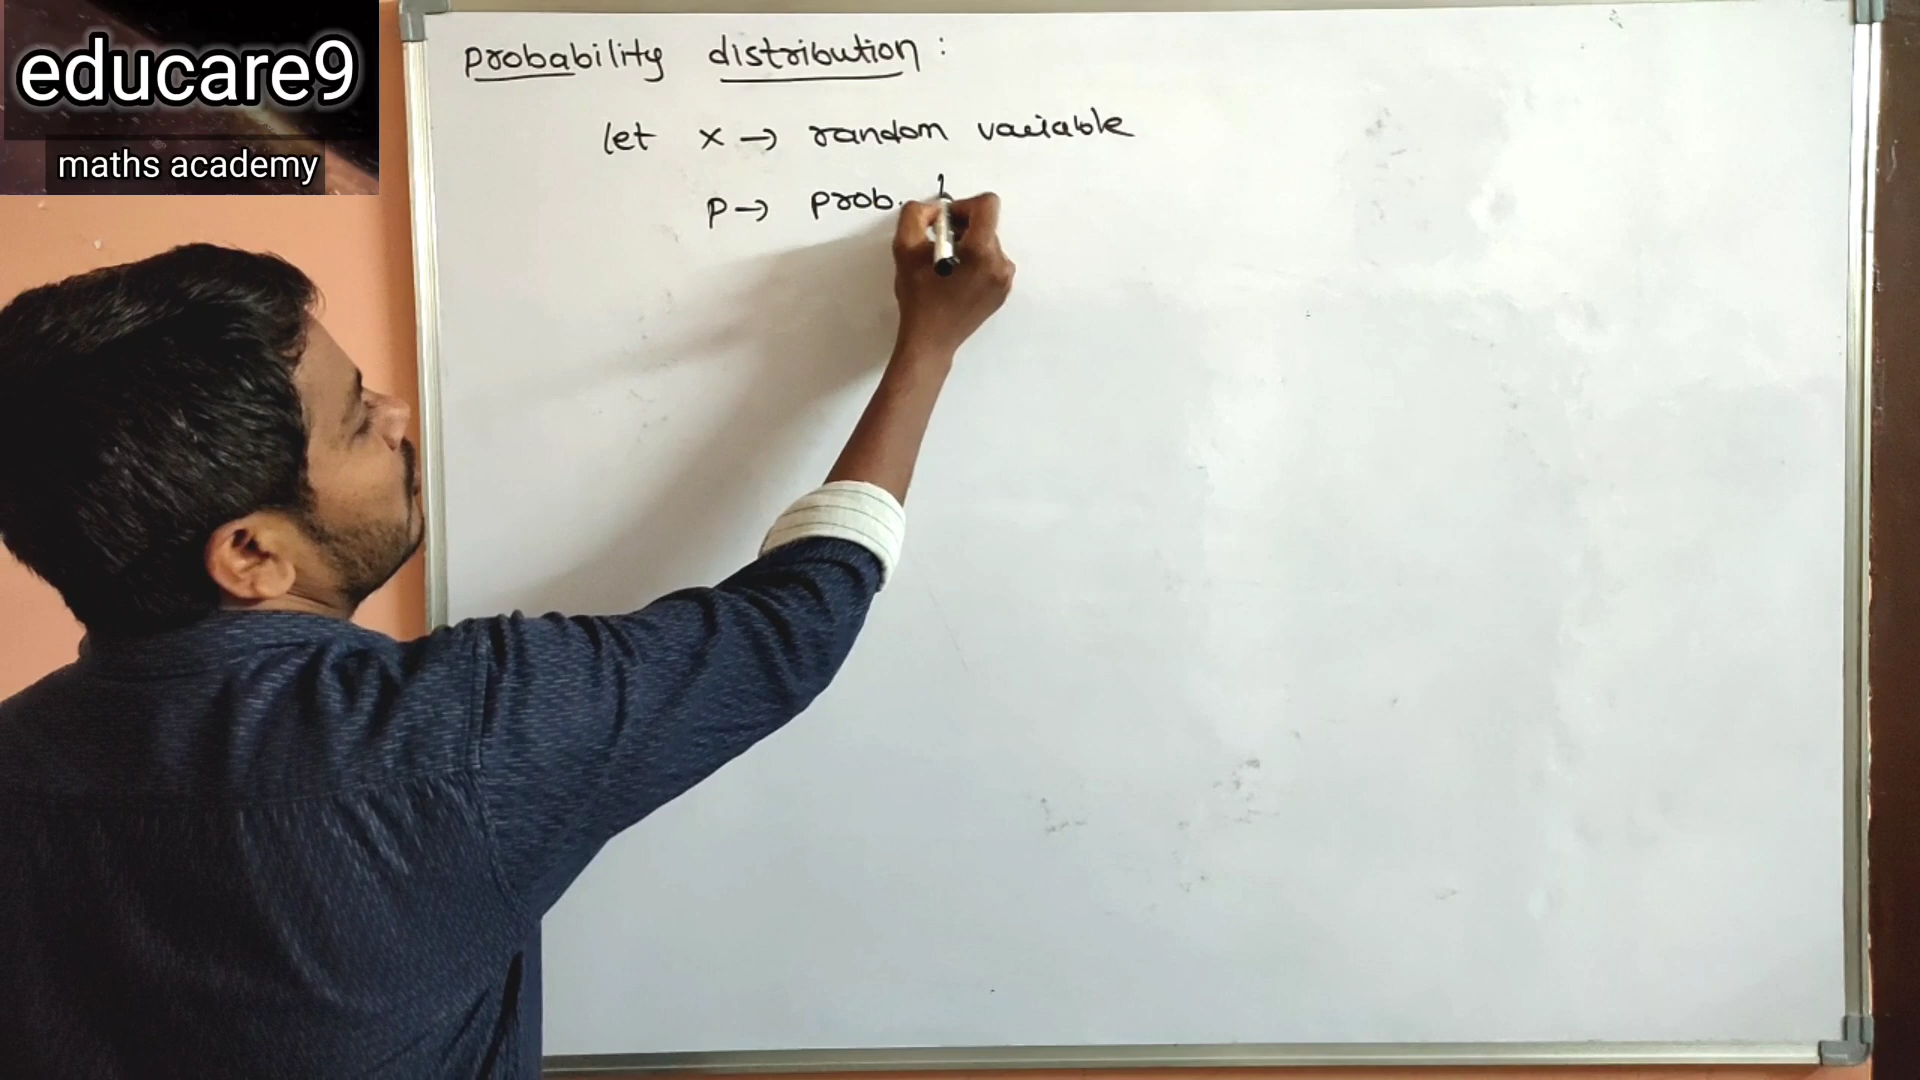 educare9
maths academy
probability distribution :
let x → random variable
p → prob.